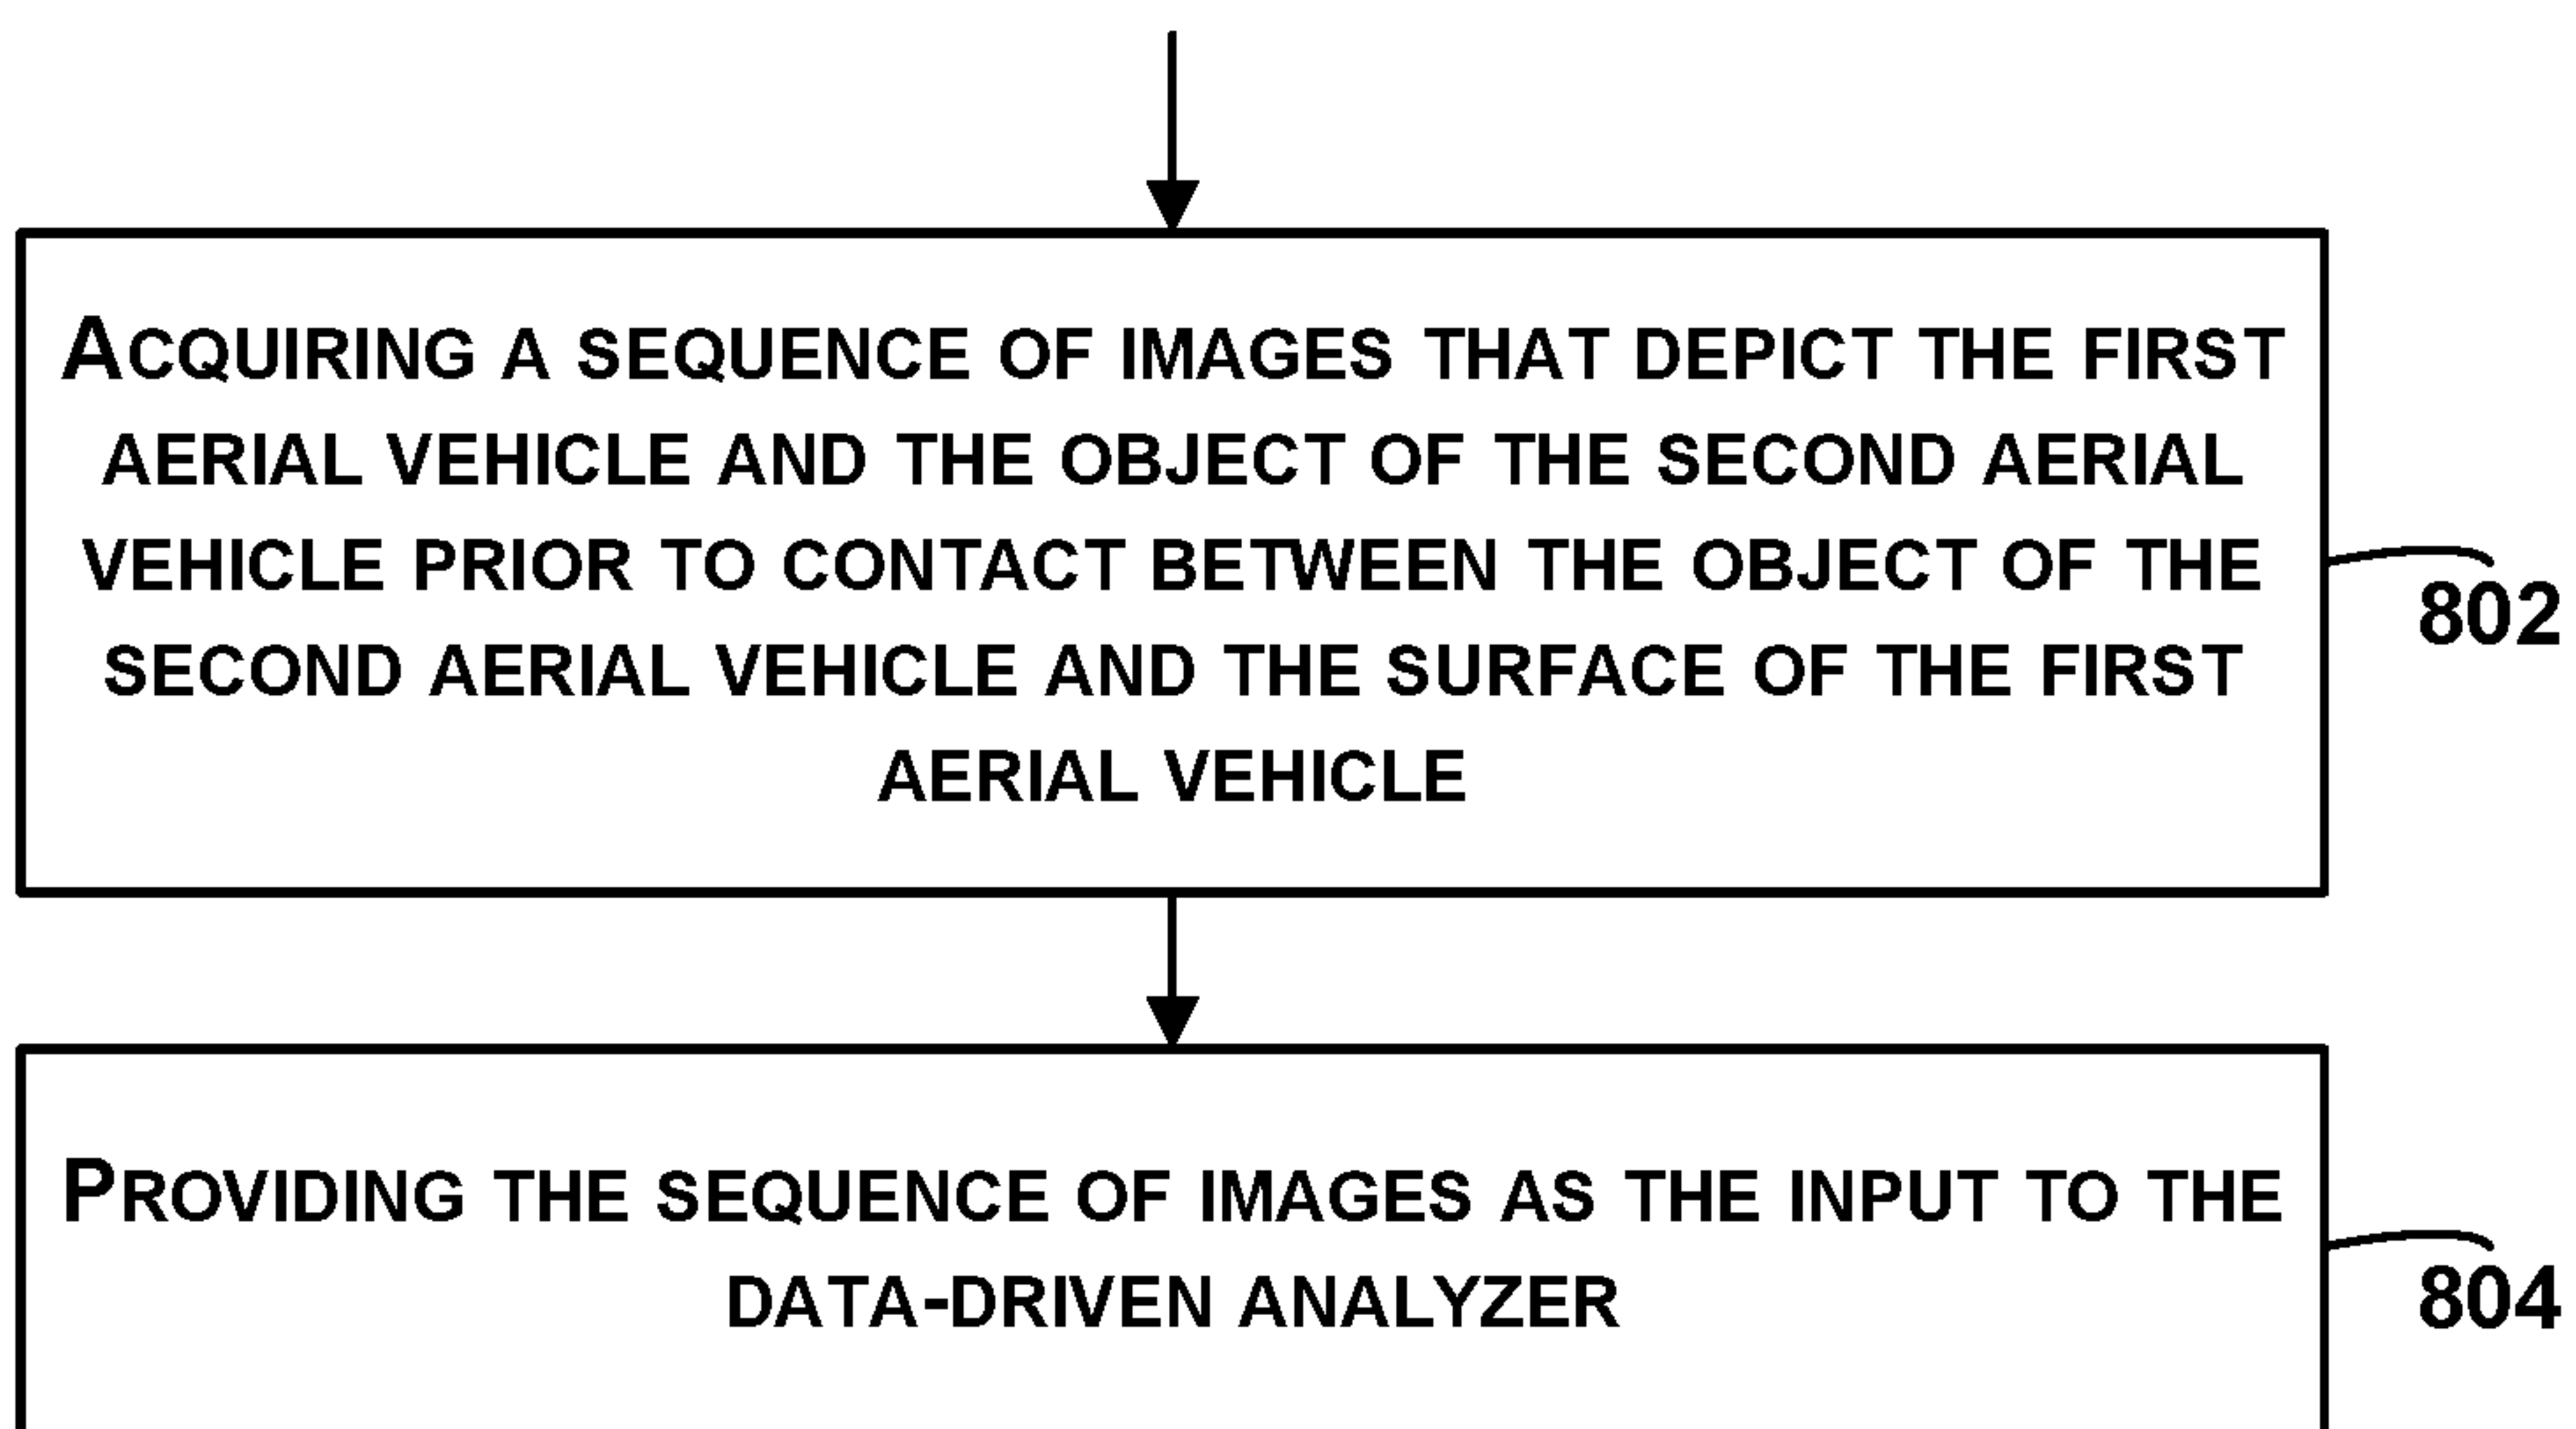 ACQUIRING A SEQUENCE OF IMAGES THAT DEPICT THE FIRST
AERIAL VEHICLE AND THE OBJECT OF THE SECOND AERIAL
VEHICLE PRIOR TO CONTACT BETWEEN THE OBJECT OF THE
SECOND AERIAL VEHICLE AND THE SURFACE OF THE FIRST
AERIAL VEHICLE
802
PROVIDING THE SEQUENCE OF IMAGES AS THE INPUT TO THE
DATA-DRIVEN ANALYZER
804